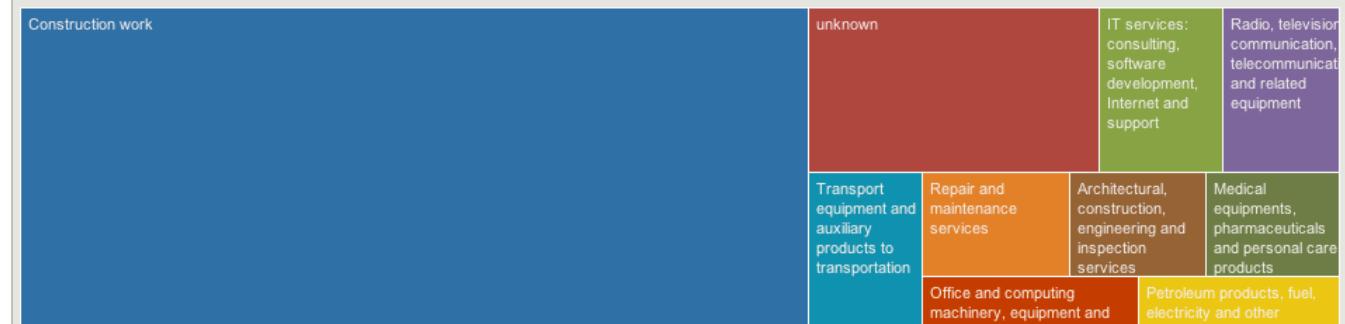 Construction work
unknown
IT services:
consulting,
software
development,
Internet and
support
Radio, television
communication,
telecommunicat
and related
equipment
Transport
equipment and
auxiliary
products to
transportation
Repair and
maintenance
services
Architectural,
construction,
engineering and
inspection
services
Medical
equipments,
pharmaceuticals
and personal care
products
Office and computing
machinery, equipment and
Petroleum products, fuel,
electricity and other